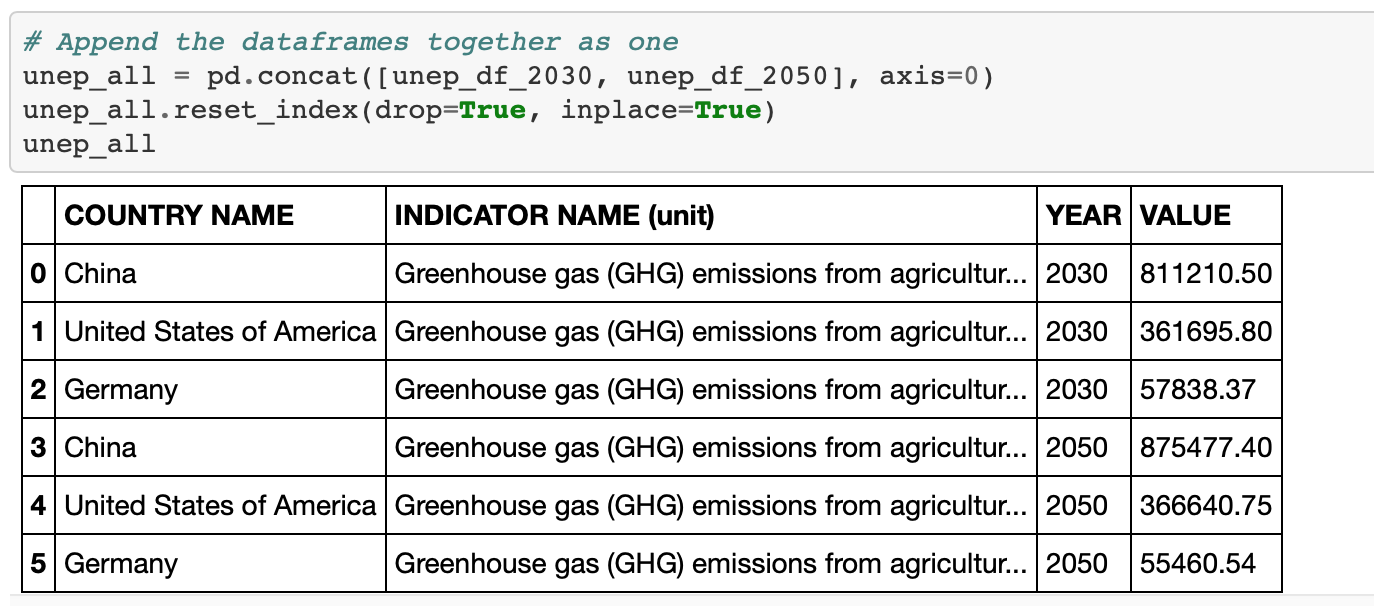 # Append the dataframes together as one
unep_all = pd.concat([unep_df_2030, unep_df_2050], axis=0)
unep_all.reset_index(drop=True, inplace=True)
unep_all
COUNTRY NAME INDICATOR NAME (unit) YEAR VALUE
0 China Greenhouse gas (GHG) emissions from agricultur... 2030 811210.50
1 United States of America Greenhouse gas (GHG) emissions from agricultur... 2030 361695.80
2 Germany Greenhouse gas (GHG) emissions from agricultur... 2030 57838.37
3 China Greenhouse gas (GHG) emissions from agricultur... 2050 875477.40
4 United States of America Greenhouse gas (GHG) emissions from agricultur... 2050 366640.75
5 Germany Greenhouse gas (GHG) emissions from agricultur... 2050 55460.54